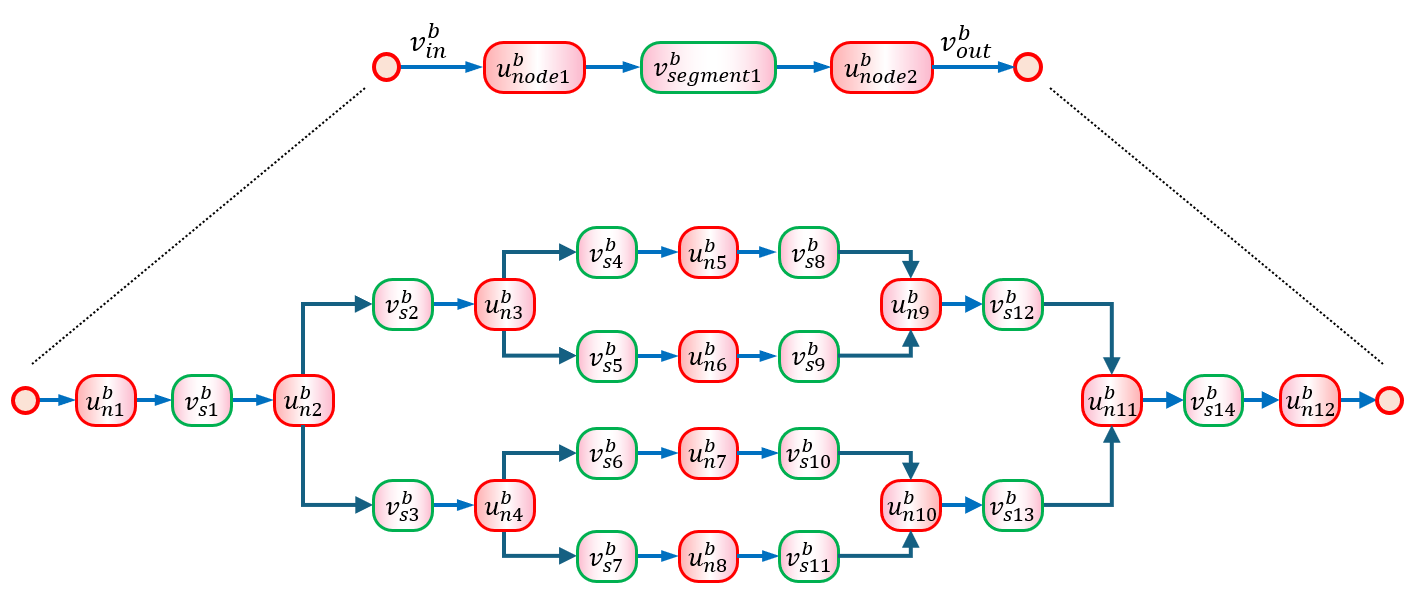 v_{in}^{b} u_{node1}^{b} v_{segment1}^{b} u_{node2}^{b} v_{out}^{b}
v_{s4}^{b} u_{n5}^{b} v_{s8}^{b}
v_{s2}^{b} u_{n3}^{b} u_{n9}^{b} v_{s12}^{b}
v_{s5}^{b} u_{n6}^{b} v_{s9}^{b}
u_{n1}^{b} v_{s1}^{b} u_{n2}^{b} u_{n11}^{b} v_{s14}^{b} u_{n12}^{b}
v_{s6}^{b} u_{n7}^{b} v_{s10}^{b}
v_{s3}^{b} u_{n4}^{b} u_{n10}^{b} v_{s13}^{b}
v_{s7}^{b} u_{n8}^{b} v_{s11}^{b}